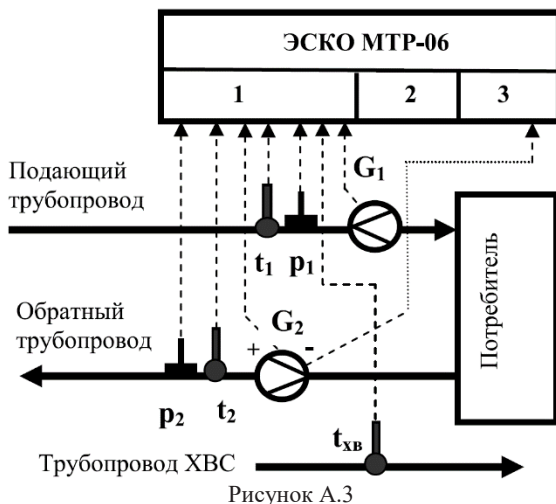 ЭСКО МТР-06
1 2 3
Подающий
трубопровод
G₁
t₁ p₁
Обратный
трубопровод
G₂
+ -
p₂ t₂
Потребитель
tхв
Трубопровод ХВС
Рисунок А.3